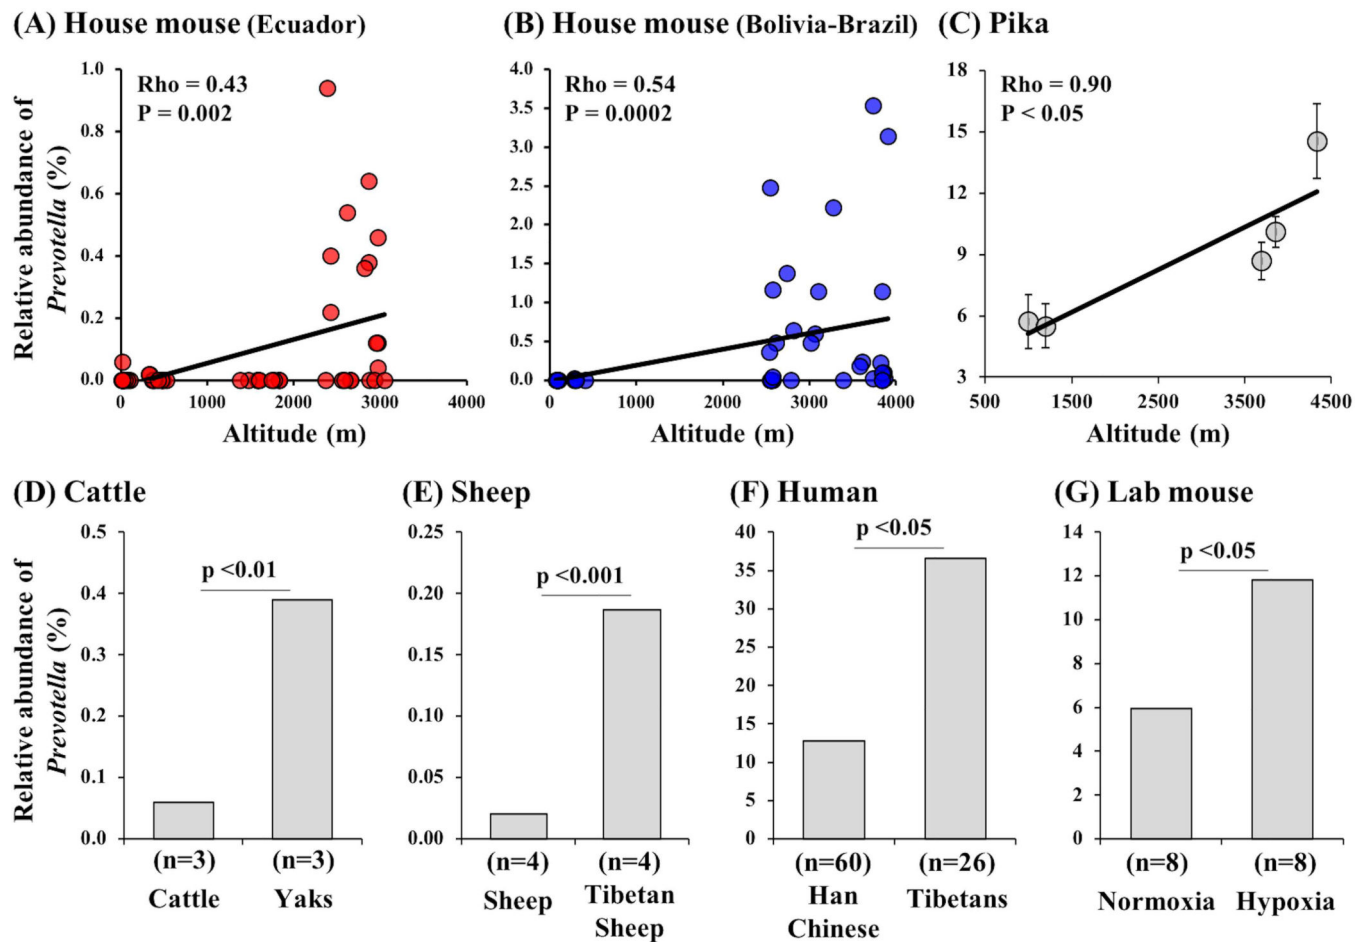 (A) House mouse (Ecuador)
(B) House mouse (Bolivia-Brazil)
(C) Pika
Relative abundance of
Prevotella (%)
1.0
0.8
0.6
0.4
0.2
0.0
Rho = 0.43
P = 0.002
0
1000
2000
3000
4000
Altitude (m)
4.0
3.5
3.0
2.5
2.0
1.5
1.0
0.5
0.0
Rho = 0.54
P = 0.0002
0
1000
2000
3000
4000
Altitude (m)
18
15
12
9
6
3
Rho = 0.90
P < 0.05
500
1500
2500
3500
4500
Altitude (m)
(D) Cattle
(E) Sheep
(F) Human
(G) Lab mouse
Relative abundance of
Prevotella (%)
0.5
0.4
0.3
0.2
0.1
0.0
p <0.01
(n=3)
(n=3)
Cattle
Yaks
0.25
0.20
0.15
0.10
0.05
0.00
p <0.001
(n=4)
(n=4)
Sheep
Tibetan
Sheep
40
35
30
25
20
15
10
5
0
p <0.05
(n=60)
(n=26)
Han
Chinese
Tibetans
14
12
10
8
6
4
2
0
p <0.05
(n=8)
(n=8)
Normoxia
Hypoxia